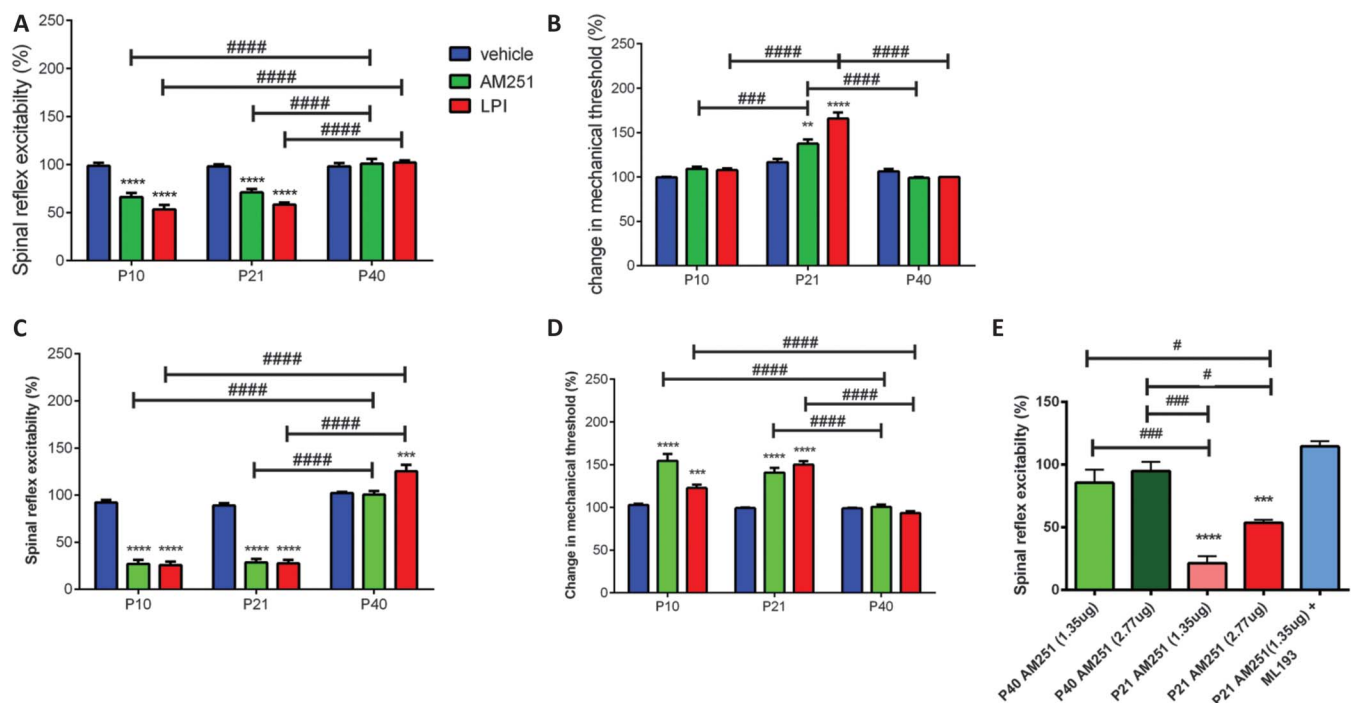 A
Spinal reflex excitability (%)
250
200
150
100
50
0
####
####
####
####
**** **** **** ****
P10 P21 P40
vehicle
AM251
LPI
B
change in mechanical threshold (%)
250
200
150
100
50
0
#### ####
####
###
** ****
P10 P21 P40
C
Spinal reflex excitabilty (%)
250
200
150
100
50
0
####
####
####
####
**** **** **** **** ***
P10 P21 P40
D
Change in mechanical threshold (%)
250
200
150
100
50
0
####
####
####
####
**** *** **** ****
P10 P21 P40
E
Spinal reflex excitabilty (%)
150
100
50
0
#
#
###
###
**** ***
P40 AM251 (1.35ug)
P40 AM251 (2.77ug)
P21 AM251 (1.35ug)
P21 AM251 (2.77ug)
P21 AM251(1.35ug) +
ML193